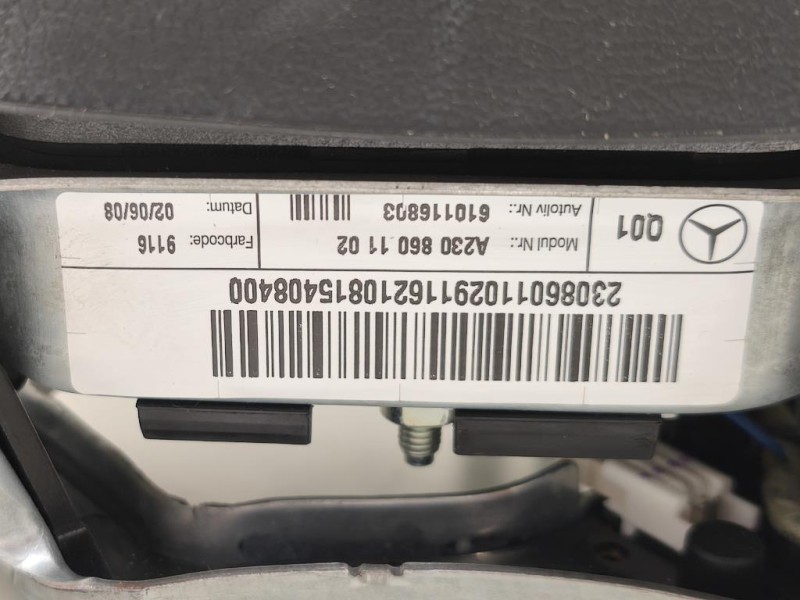 23086011029116210815408400
Q01
Modul Nr.: A230 860 11 02
Farbcode: 9116
Autoliv Nr.: 610116803
Datum: 02/06/08